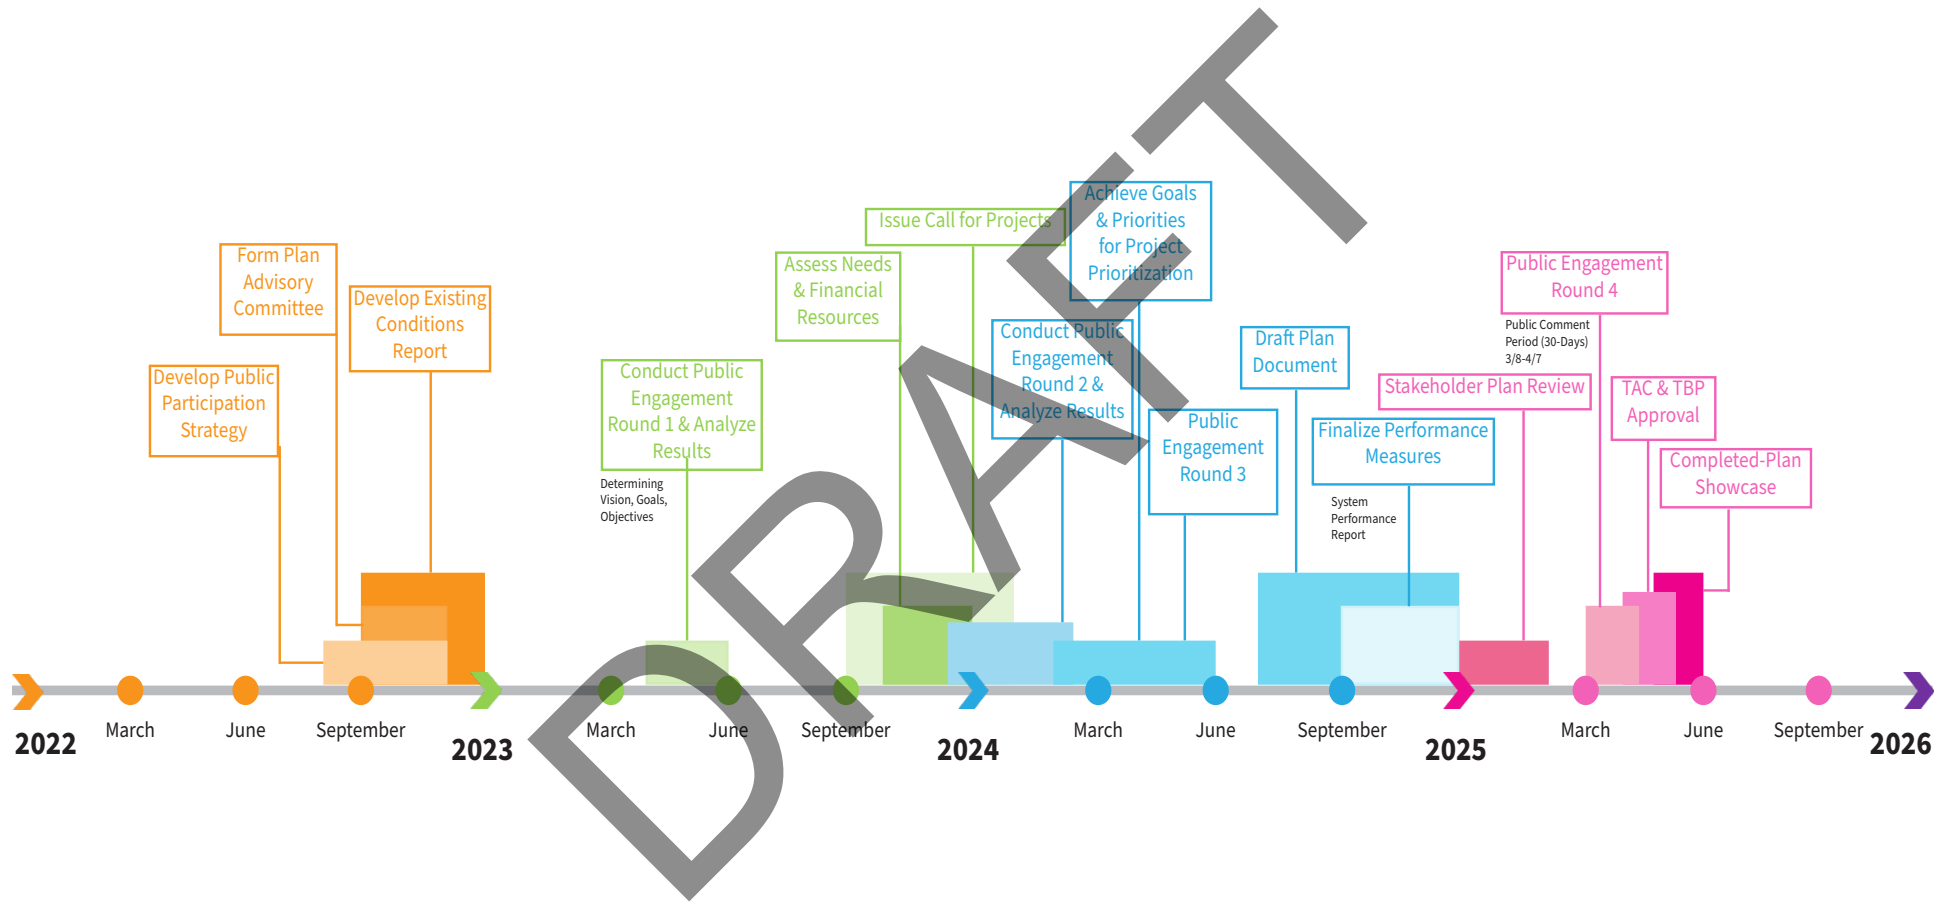 Form Plan
Advisory
Committee
Develop Existing
Conditions
Report
Develop Public
Participation
Strategy
Conduct Public
Engagement
Round 1 & Analyze
Results
Determining
Vision, Goals,
Objectives
Assess Needs
& Financial
Resources
Issue Call for Projects
Achieve Goals
& Priorities
for Project
Prioritization
Conduct Public
Engagement
Round 2 &
Analyze Results
Public
Engagement
Round 3
Draft Plan
Document
Finalize Performance
Measures
System
Performance
Report
Public Engagement
Round 4
Public Comment
Period (30-Days)
3/8-4/7
Stakeholder Plan Review
TAC & TBP
Approval
Completed-Plan
Showcase
DRAFT
2022
March
June
September
2023
March
June
September
2024
March
June
September
2025
March
June
September
2026